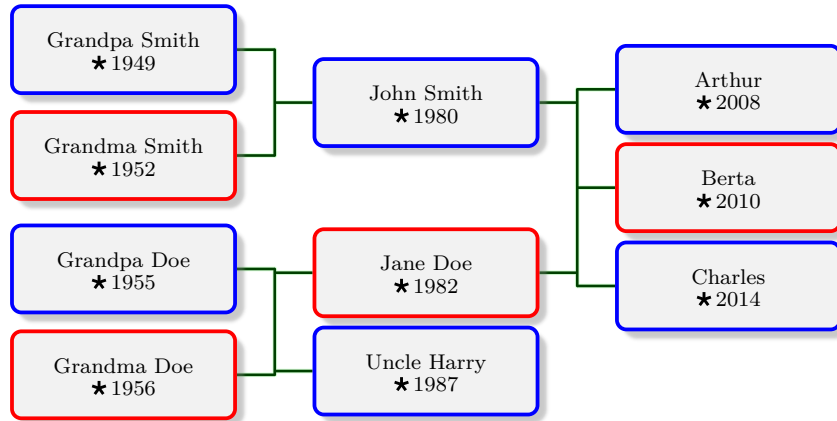 Grandpa Smith
★ 1949
Grandma Smith
★ 1952
Grandpa Doe
★ 1955
Grandma Doe
★ 1956
John Smith
★ 1980
Jane Doe
★ 1982
Uncle Harry
★ 1987
Arthur
★ 2008
Berta
★ 2010
Charles
★ 2014